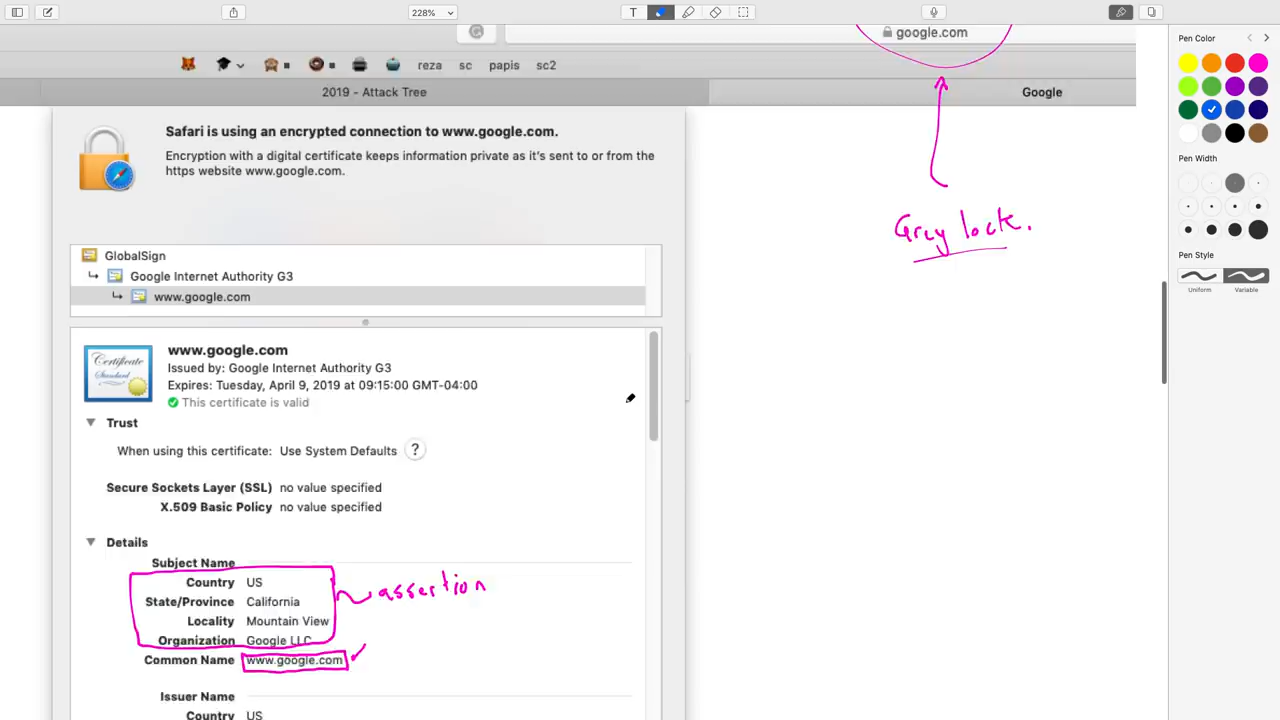 228%
T
google.com
reza sc papis sc2
2019 - Attack Tree
Google
Safari is using an encrypted connection to www.google.com.
Encryption with a digital certificate keeps information private as it's sent to or from the
https website www.google.com.
Grey lock.
GlobalSign
Google Internet Authority G3
www.google.com
Certificate
Standard
www.google.com
Issued by: Google Internet Authority G3
Expires: Tuesday, April 9, 2019 at 09:15:00 GMT-04:00
This certificate is valid
Trust
When using this certificate: Use System Defaults ?
Secure Sockets Layer (SSL) no value specified
X.509 Basic Policy no value specified
Details
Subject Name
Country US
assertion
State/Province California
Locality Mountain View
Organization Google LLC
Common Name www.google.com
Issuer Name
Country US
Pen Color
Pen Width
Pen Style
Uniform Variable